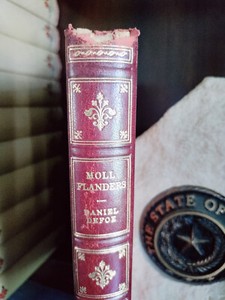 MOLL
FLANDERS
DANIEL
DEFOE
THE STATE OF